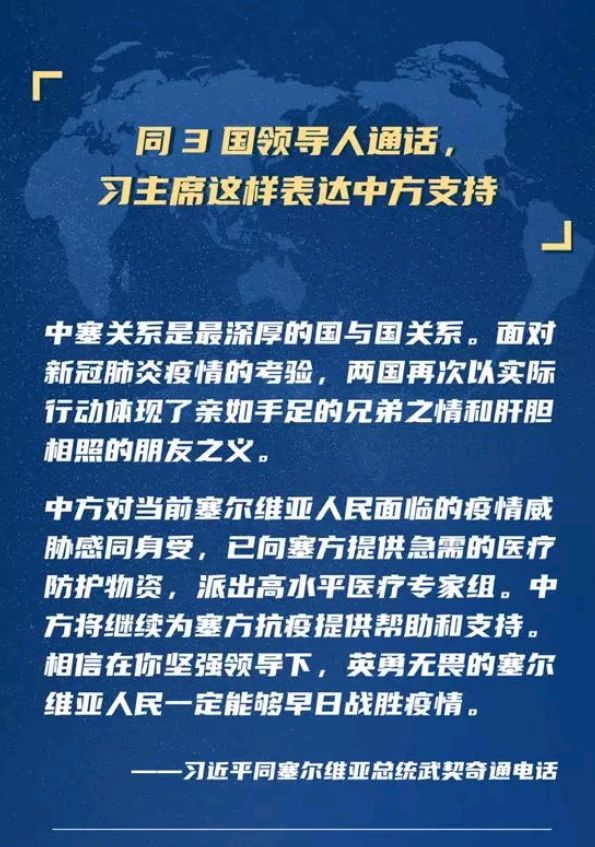 同 3 国领导人通话，
习主席这样表达中方支持
中塞关系是最深厚的国与国关系。面对
新冠肺炎疫情的考验，两国再次以实际
行动体现了亲如手足的兄弟之情和肝胆
相照的朋友之义。
中方对当前塞尔维亚人民面临的疫情威
胁感同身受，已向塞方提供急需的医疗
防护物资，派出高水平医疗专家组。中
方将继续为塞方抗疫提供帮助和支持。
相信在你坚强领导下，英勇无畏的塞尔
维亚人民一定能够早日战胜疫情。
——习近平同塞尔维亚总统武契奇通电话